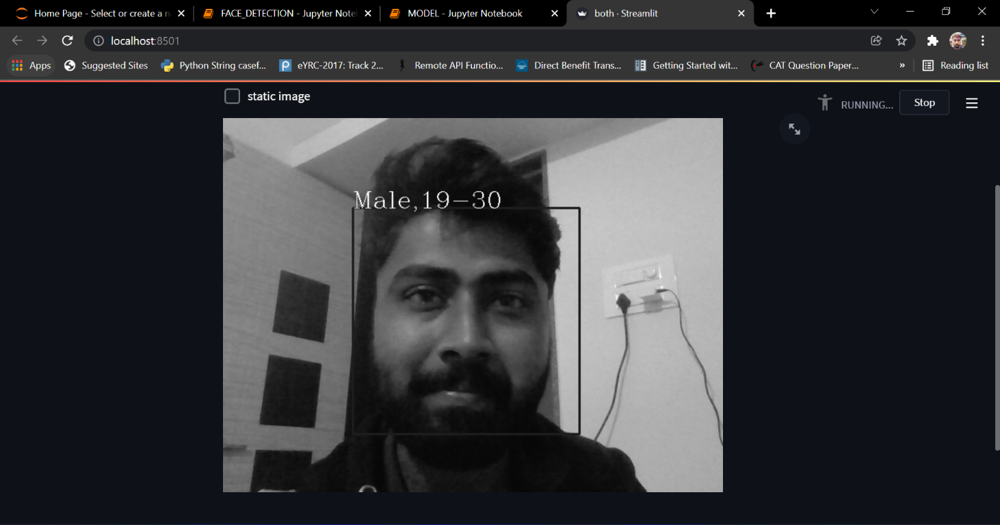 Home Page - Select or create a n
FACE_DETECTION - Jupyter Note
MODEL - Jupyter Notebook
both · Streamlit
localhost:8501
Apps
Suggested Sites
Python String casef...
eYRC-2017: Track 2...
Remote API Functio...
Direct Benefit Trans...
Getting Started wit...
CAT Question Paper...
»
Reading list
static image
RUNNING...
Stop
Male,19-30